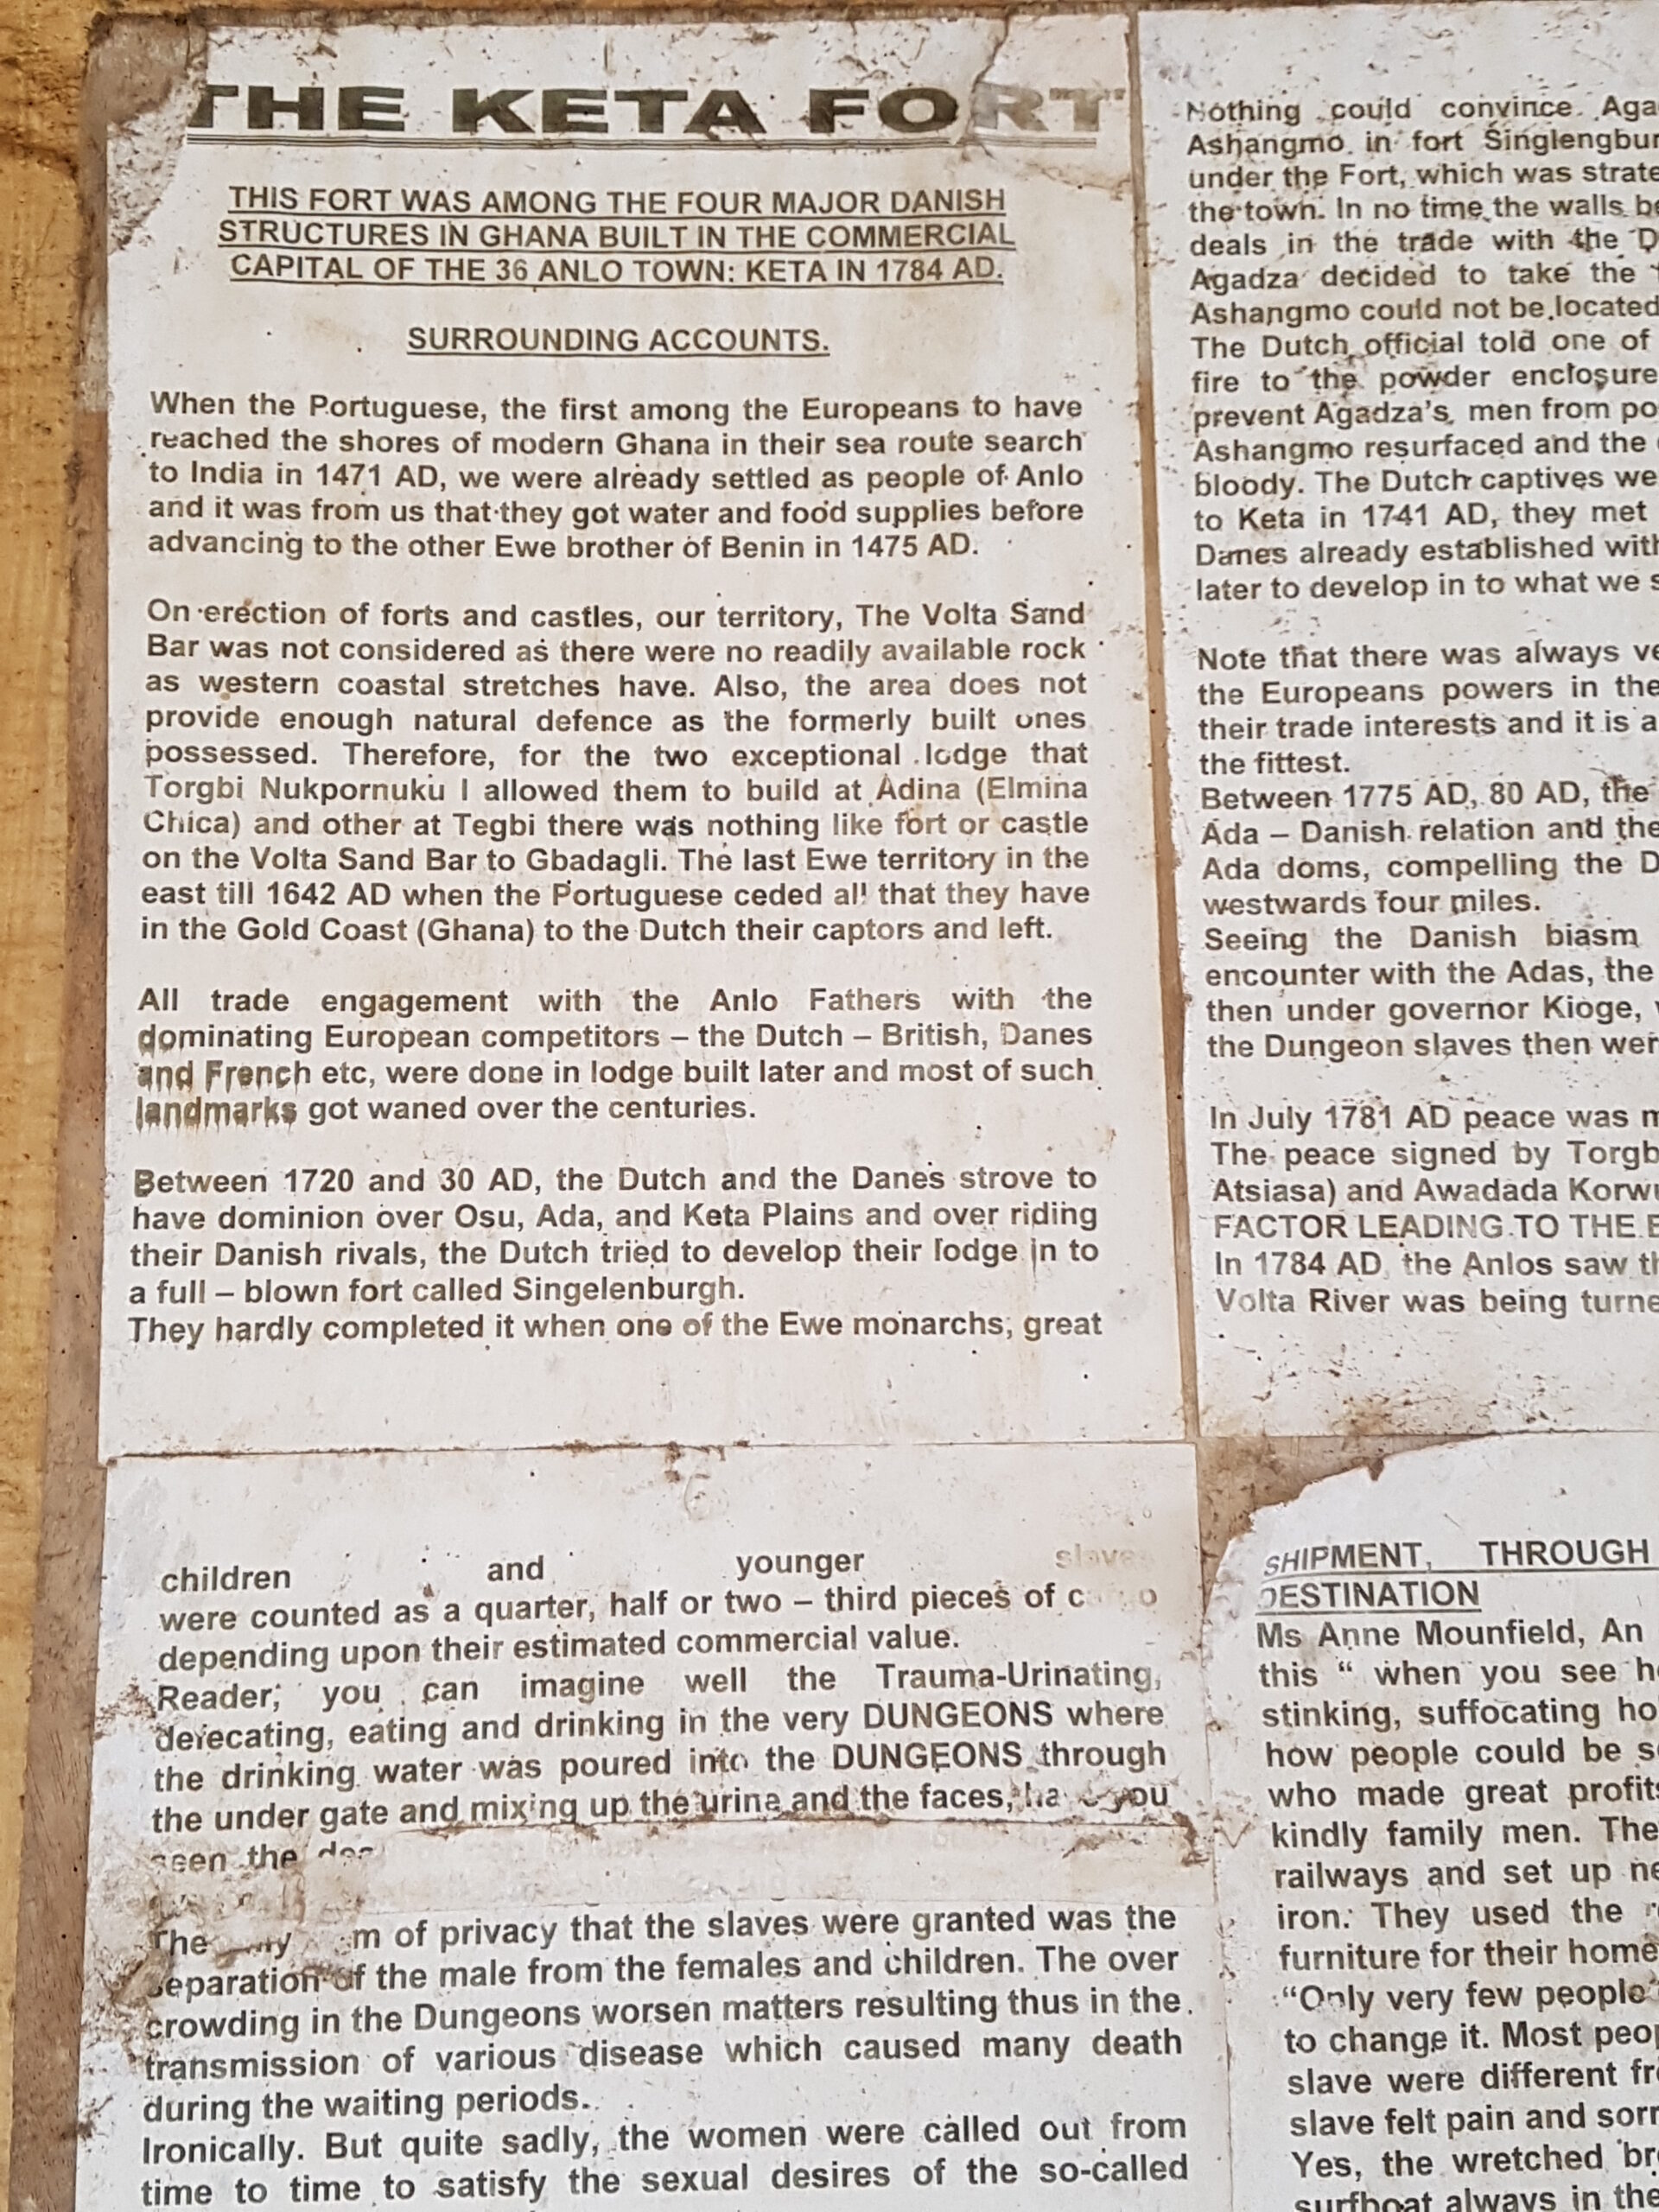 THE KETA FORT
THIS FORT WAS AMONG THE FOUR MAJOR DANISH
STRUCTURES IN GHANA BUILT IN THE COMMERCIAL
CAPITAL OF THE 36 ANLO TOWN: KETA IN 1784 AD.
SURROUNDING ACCOUNTS.
When the Portuguese, the first among the Europeans to have
reached the shores of modern Ghana in their sea route search
to India in 1471 AD, we were already settled as people of Anlo
and it was from us that they got water and food supplies before
advancing to the other Ewe brother of Benin in 1475 AD.
On erection of forts and castles, our territory, The Volta Sand
Bar was not considered as there were no readily available rock
as western coastal stretches have. Also, the area does not
provide enough natural defence as the formerly built ones
possessed. Therefore, for the two exceptional lodge that
Torgbi Nukpornuku I allowed them to build at Adina (Elmina
Chica) and other at Tegbi there was nothing like fort or castle
on the Volta Sand Bar to Gbadagli. The last Ewe territory in the
east till 1642 AD when the Portuguese ceded all that they have
in the Gold Coast (Ghana) to the Dutch their captors and left.
All trade engagement with the Anlo Fathers with the
dominating European competitors – the Dutch – British, Danes
and French etc, were done in lodge built later and most of such
landmarks got waned over the centuries.
Between 1720 and 30 AD, the Dutch and the Danes strove to
have dominion over Osu, Ada, and Keta Plains and over riding
their Danish rivals, the Dutch tried to develop their lodge in to
a full – blown fort called Singelenburgh.
They hardly completed it when one of the Ewe monarchs, great
Nothing could convince
Ashangmo in fort
under the Fort, which was
the town. In no time the walls
deals in the trade with the
Agadza decided to take the
Ashangmo could not be located
The Dutch official told one of
fire to the powder enclosure
prevent Agadza's men from
Ashangmo resurfaced and the
bloody. The Dutch captives
to Keta in 1741 AD, they met
Danes already established
later to develop in to what we
Note that there was always
the Europeans powers in the
their trade interests and it is
the fittest.
Between 1775 AD, 80 AD, the
Ada – Danish relation and the
Ada doms, compelling the
westwards four miles.
Seeing the Danish biasm
encounter with the Adas, the
then under governor Kioge,
the Dungeon slaves then
In July 1781 AD peace was
The peace signed by
Atsiasa) and Awadada
FACTOR LEADING TO THE
In 1784 AD, the Anlos saw
Volta River was being
children and younger slaves
were counted as a quarter, half or two – third pieces of
depending upon their estimated commercial value.
Reader; you can imagine well the Trauma-Urinating,
defecating, eating and drinking in the very DUNGEONS where
the drinking water was poured into the DUNGEONS through
the under gate and mixing up the urine and the faces, you
seen the
The of privacy that the slaves were granted was the
separation of the male from the females and children. The over
crowding in the Dungeons worsen matters resulting thus in the
transmission of various disease which caused many death
during the waiting periods.
Ironically. But quite sadly, the women were called out from
time to time to satisfy the sexual desires of the so-called
SHIPMENT, THROUGH
DESTINATION
Ms Anne Mounfield, An
this “ when you see
stinking, suffocating
how people could be
who made great profits
kindly family men.
railways and set up
iron. They used the
furniture for their
“Only very few people
to change it. Most
slave were different
slave felt pain and
Yes, the wretched
surfboat always in the